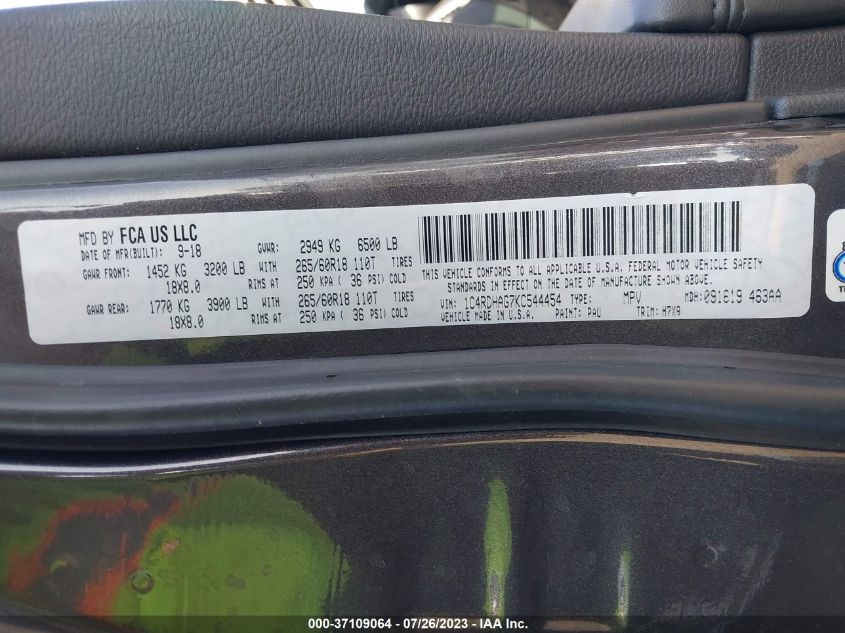 MFD BY FCA US LLC
DATE OF MFR(BUILT): 9-18 GVWR: 2949 KG 6500 LB
GAWR FRONT: 1452 KG 3200 LB WITH 265/60R18 110T TIRES
18X8.0 RIMS AT 250 KPA ( 36 PSI) COLD
GAWR REAR: 1770 KG 3900 LB WITH 265/60R18 110T TIRES
18X8.0 RIMS AT 250 KPA ( 36 PSI) COLD
THIS VEHICLE CONFORMS TO ALL APPLICABLE U.S.A. FEDERAL MOTOR VEHICLE SAFETY
STANDARDS IN EFFECT ON THE DATE OF MANUFACTURE SHOWN ABOVE.
VIN: 1C4RDHAG7KC544454 TYPE: MPV MDH: 091619 463AA
VEHICLE MADE IN U.S.A. PAINT: PAU TRIM: H7X9
000-37109064 - 07/26/2023 - IAA Inc.